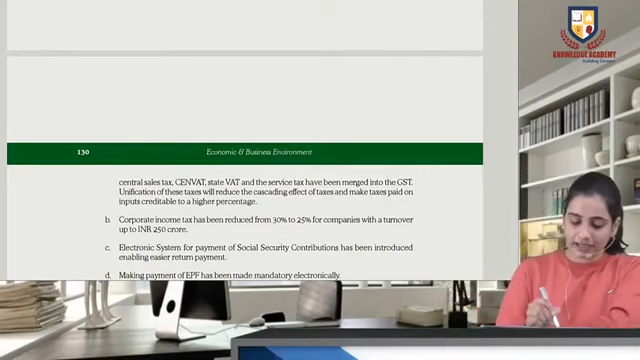 KNOWLEDGE ACADEMY
Building Careers
130
Economic & Business Environment
central sales tax, CENVAT, state VAT and the service tax have been merged into the GST.
Unification of these taxes will reduce the cascading effect of taxes and make taxes paid on
inputs creditable to a higher percentage.
b. Corporate income tax has been reduced from 30% to 25% for companies with a turnover
up to INR 250 crore.
c. Electronic System for payment of Social Security Contributions has been introduced
enabling easier return payment.
d. Making payment of EPF has been made mandatory electronically.